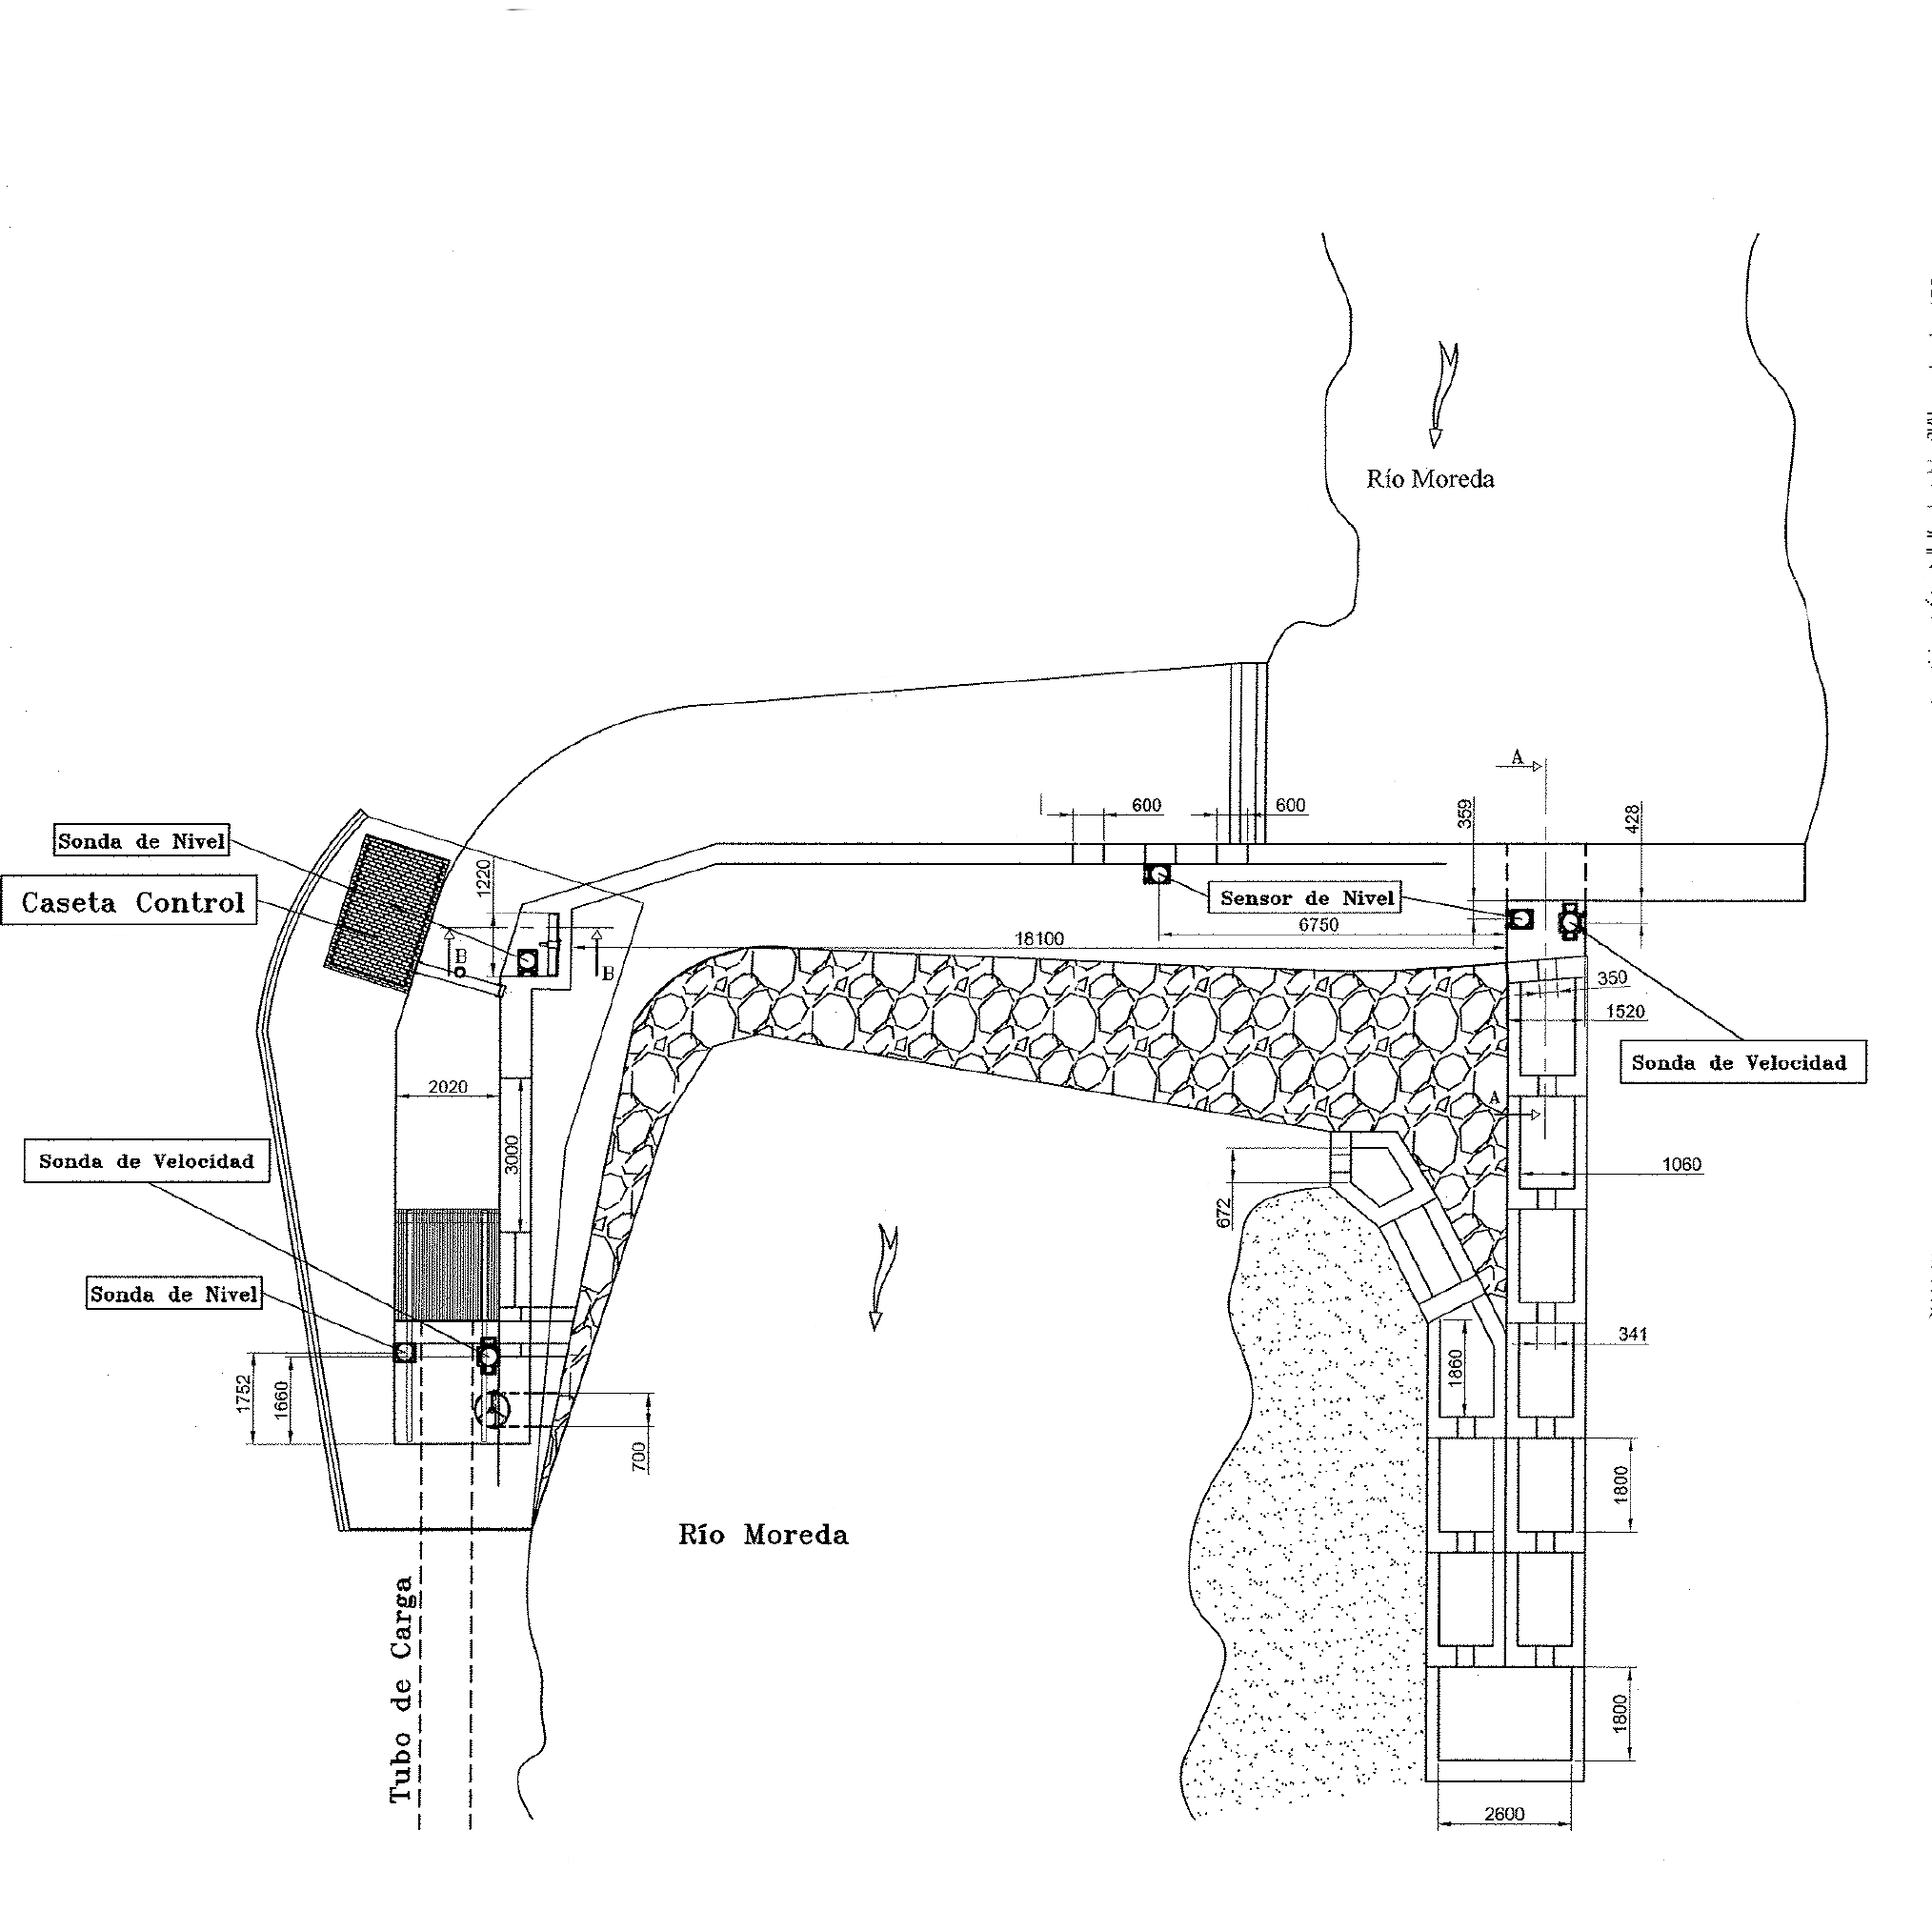 Río Moreda
A
359
428
600
600
Sonda de Nivel
1220
Caseta Control
Sensor de Nivel
6750
18100
B
B
350
1520
Sonda de Velocidad
2020
A
3000
Sonda de Velocidad
1060
672
Sonda de Nivel
341
1860
1752
1660
700
1800
Río Moreda
Tubo de Carga
1800
2600